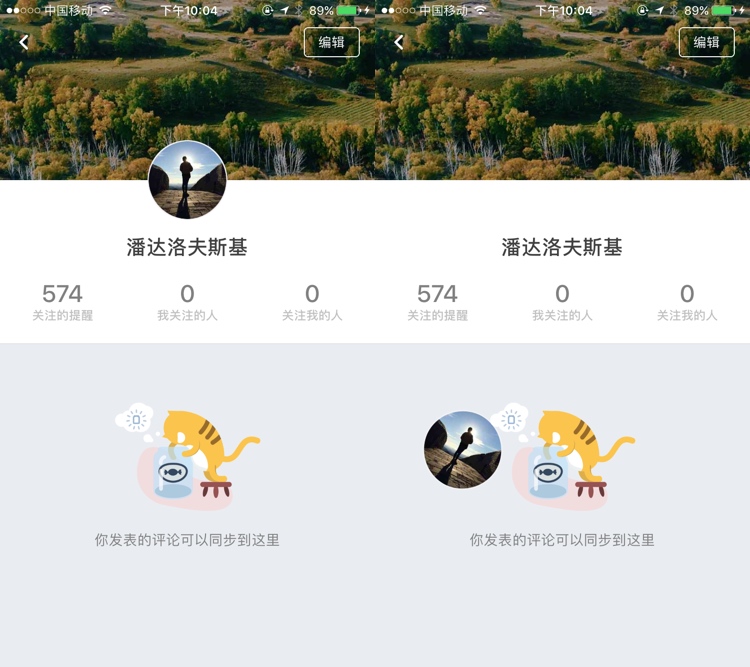 ●●○○○ 中国移动 下午10:04 89%
编辑
潘达洛夫斯基
574 0 0
关注的提醒 我关注的人 关注我的人
你发表的评论可以同步到这里
●●○○○ 中国移动 下午10:04 89%
编辑
潘达洛夫斯基
574 0 0
关注的提醒 我关注的人 关注我的人
你发表的评论可以同步到这里